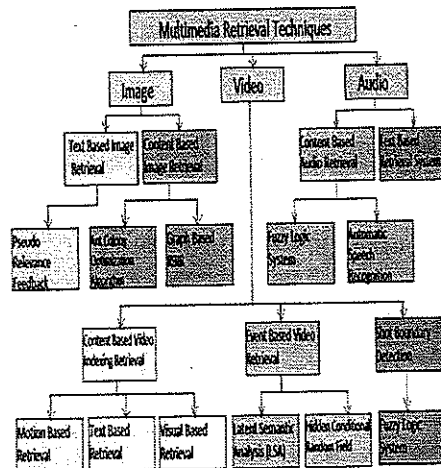 Multimedia Retrieval Techniques
Image
Video
Audio
Text Based Image
Retrieval
Content Based
Image Retrieval
Content Based
Audio Retrieval
Text Based
Retrieval System
Pseudo
Relevance
Feedback
Ant Colony
Optimization
Graph Based
Fuzzy Logic
System
Automatic
Speech
Recognition
Content Based Video
Indexing Retrieval
Event Based Video
Retrieval
Shot Boundary
Detection
Motion Based
Retrieval
Text Based
Retrieval
Visual Based
Retrieval
Latent Semantic
Analysis [LSA]
Hidden Conditional
Random Field
Fuzzy Logic
System